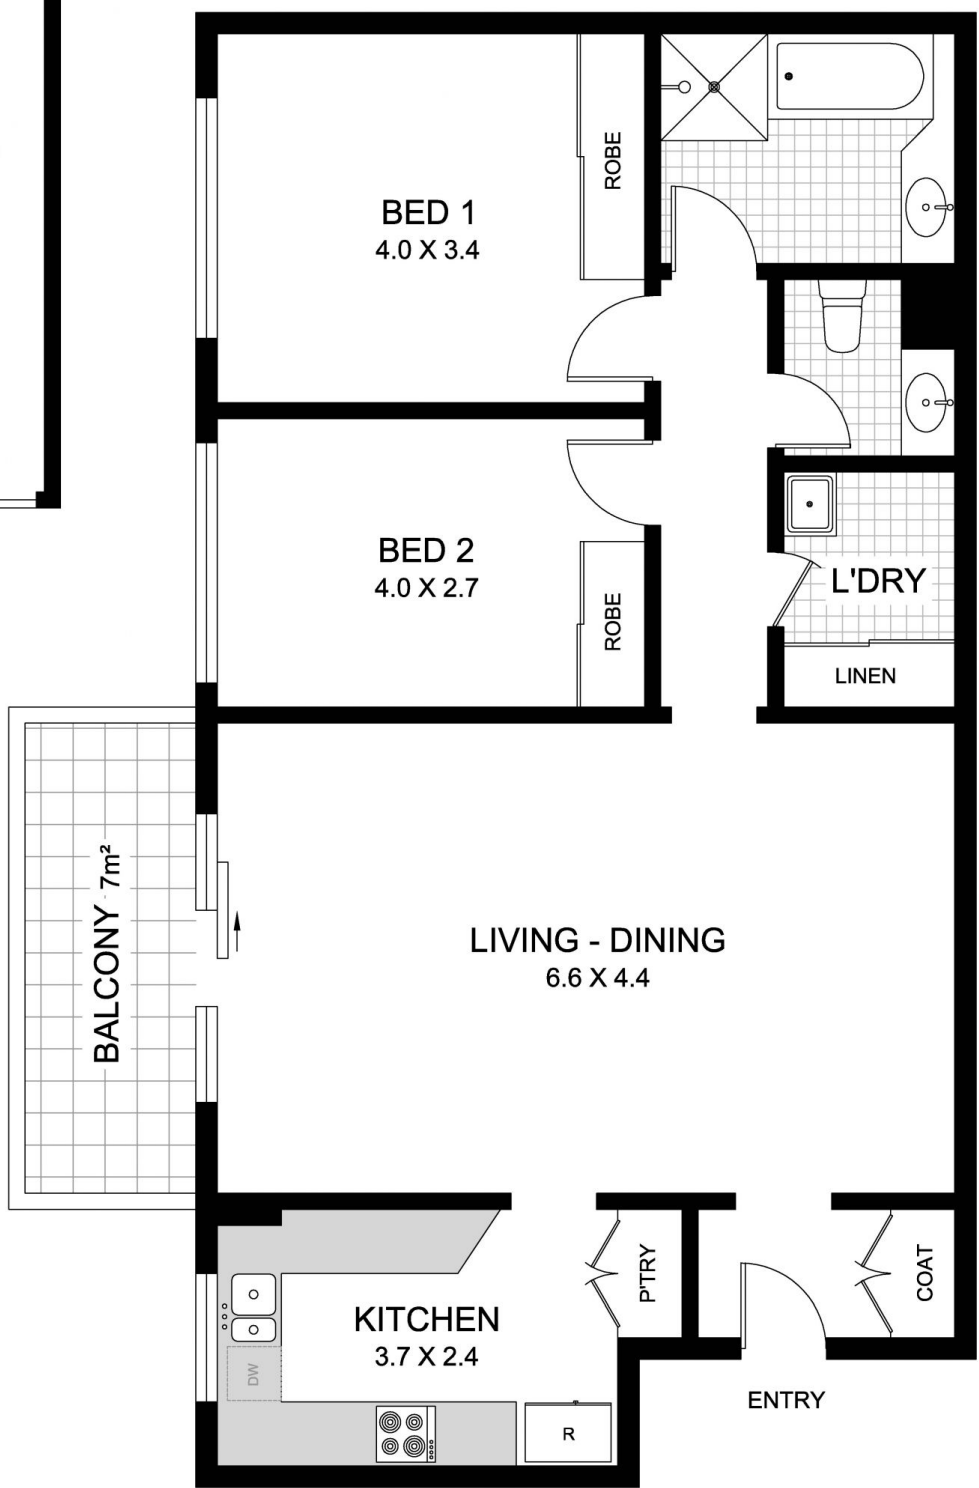 BED 1
4.0 X 3.4
ROBE
BED 2
4.0 X 2.7
ROBE
L'DRY
LINEN
BALCONY 7m²
LIVING - DINING
6.6 X 4.4
KITCHEN
3.7 X 2.4
DW
R
P'TRY
COAT
ENTRY